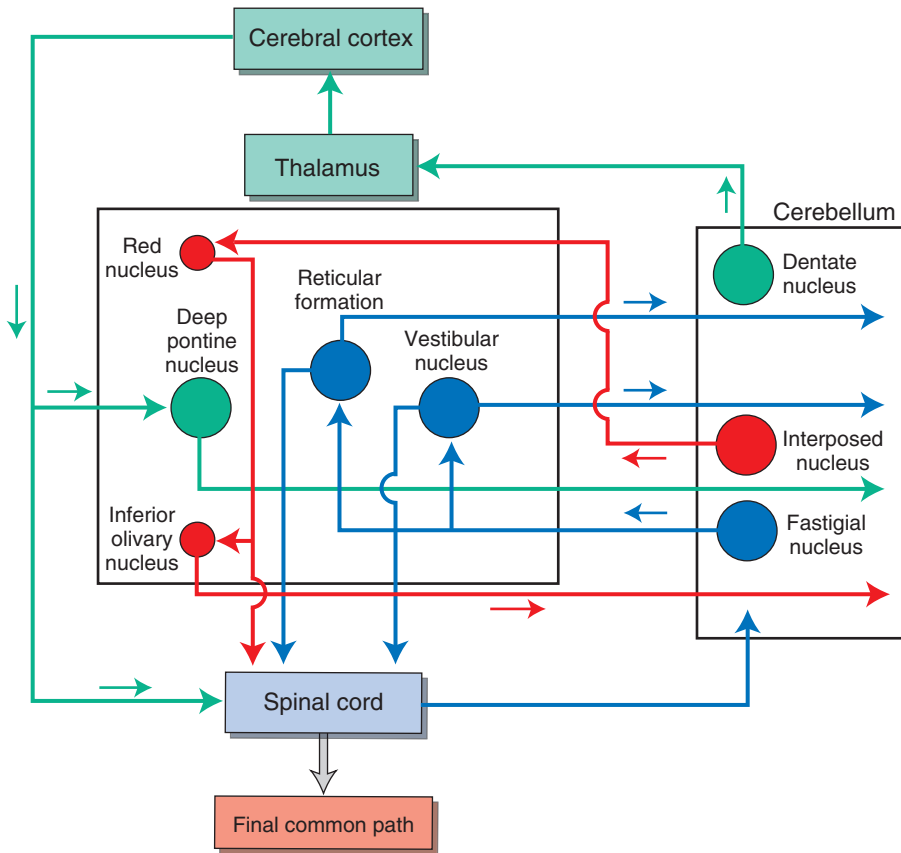 Cerebral cortex
Thalamus
Cerebellum
Red
nucleus
Reticular
formation
Dentate
nucleus
Deep
pontine
nucleus
Vestibular
nucleus
Interposed
nucleus
Inferior
olivary
nucleus
Fastigial
nucleus
Spinal cord
Final common path